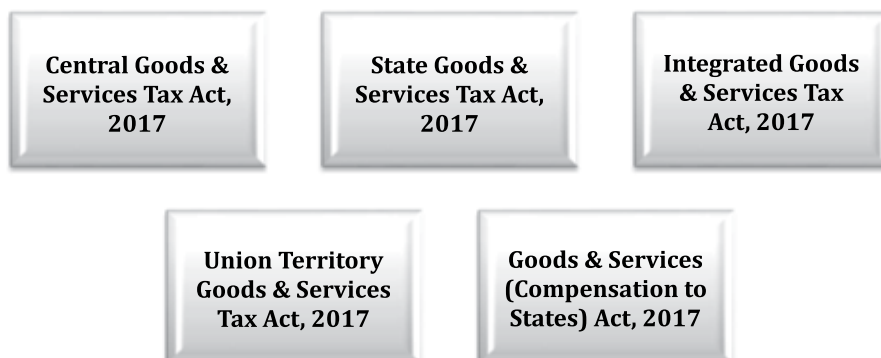 Central Goods &
Services Tax Act,
2017
State Goods &
Services Tax Act,
2017
Integrated Goods
& Services Tax
Act, 2017
Union Territory
Goods & Services
Tax Act, 2017
Goods & Services
(Compensation to
States) Act, 2017